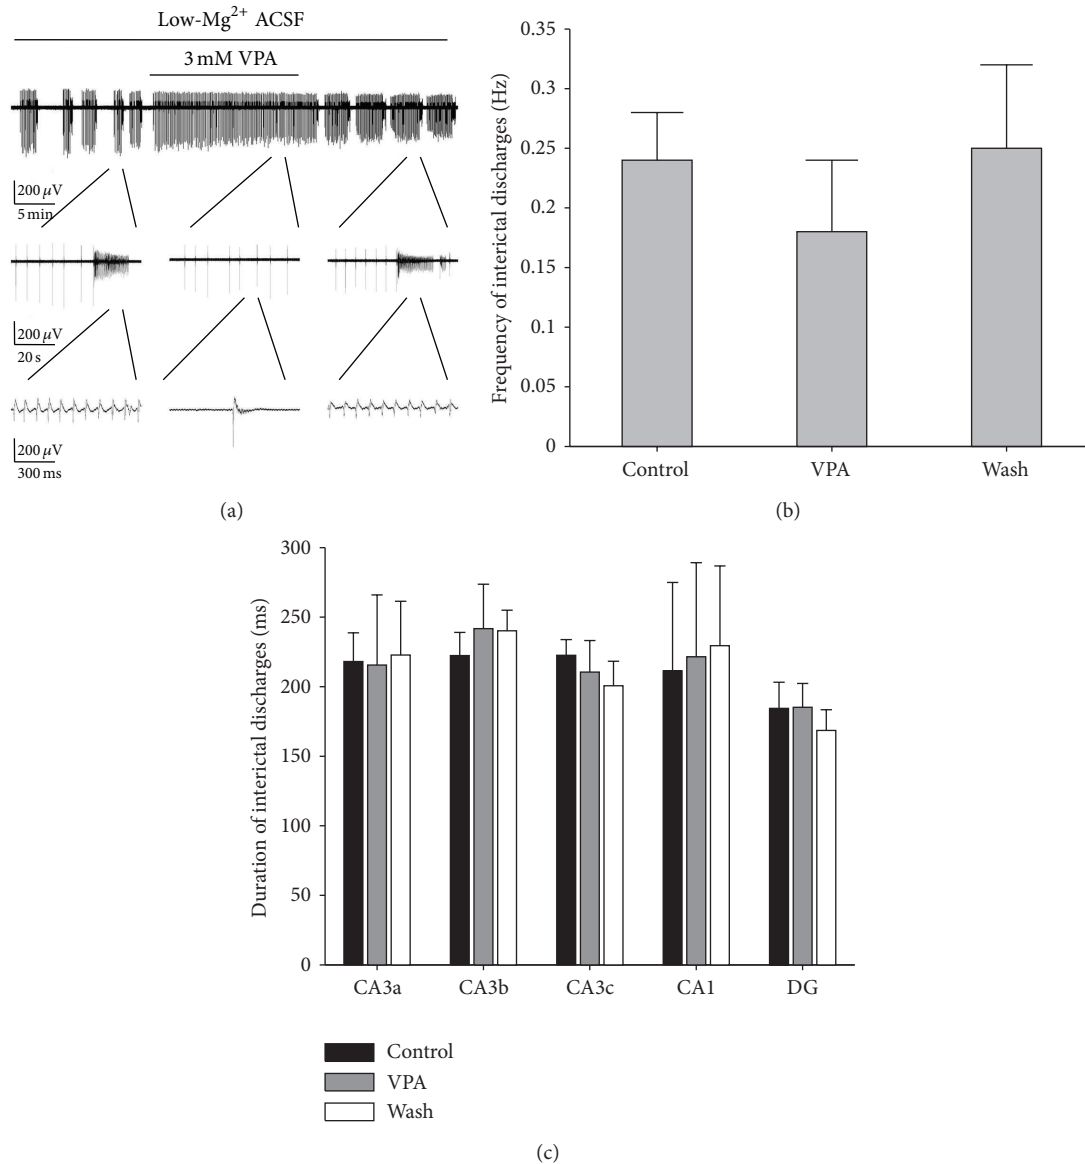 Low-Mg2+ ACSF
3 mM VPA
200 μV
5 min
200 μV
20 s
200 μV
300 ms
(a)
Frequency of interictal discharges (Hz)
0.35
0.3
0.25
0.2
0.15
0.1
0.05
0
Control VPA Wash
(b)
Duration of interictal discharges (ms)
300
250
200
150
100
50
0
CA3a CA3b CA3c CA1 DG
Control
VPA
Wash
(c)